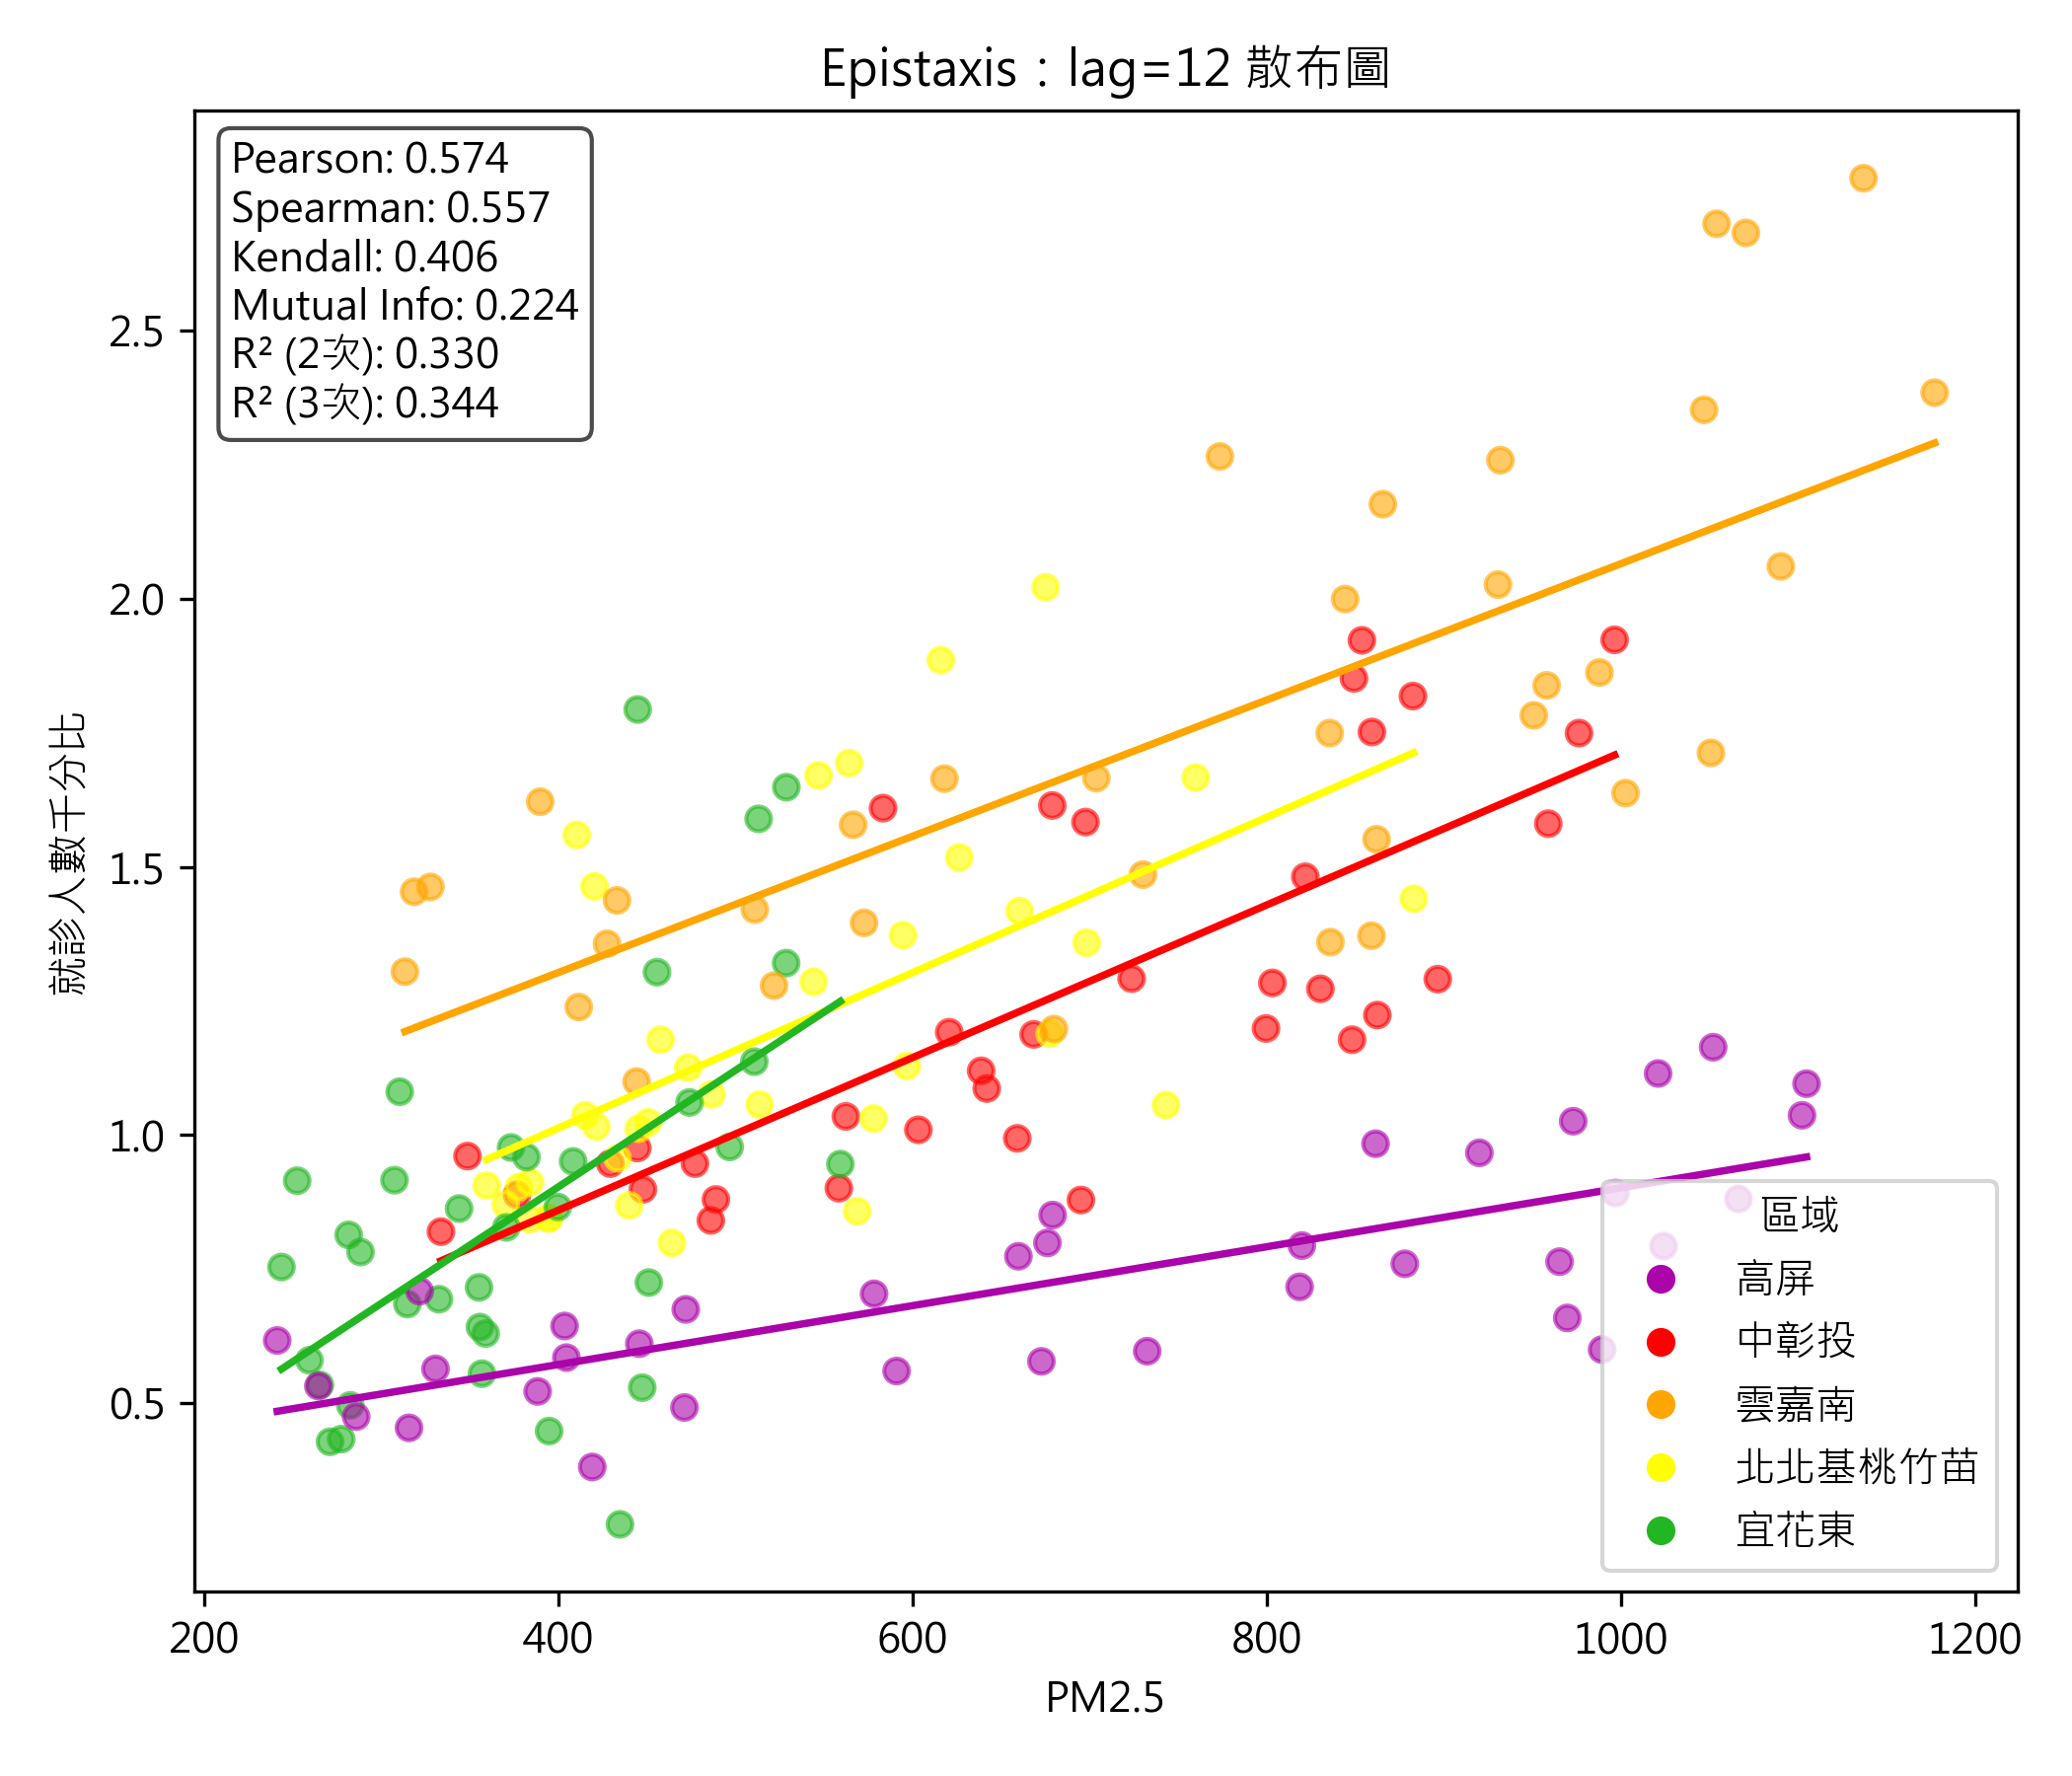 Epistaxis：lag=12 散布圖
Pearson: 0.574
Spearman: 0.557
Kendall: 0.406
Mutual Info: 0.224
R² (2次): 0.330
R² (3次): 0.344
就診人數千分比
2.5
2.0
1.5
1.0
0.5
區域
高屏
中彰投
雲嘉南
北北基桃竹苗
宜花東
200 400 600 800 1000 1200
PM2.5